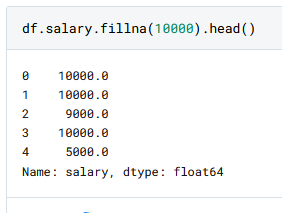 df.salary.fillna(10000).head()
0    10000.0
1    10000.0
2     9000.0
3    10000.0
4     5000.0
Name: salary, dtype: float64